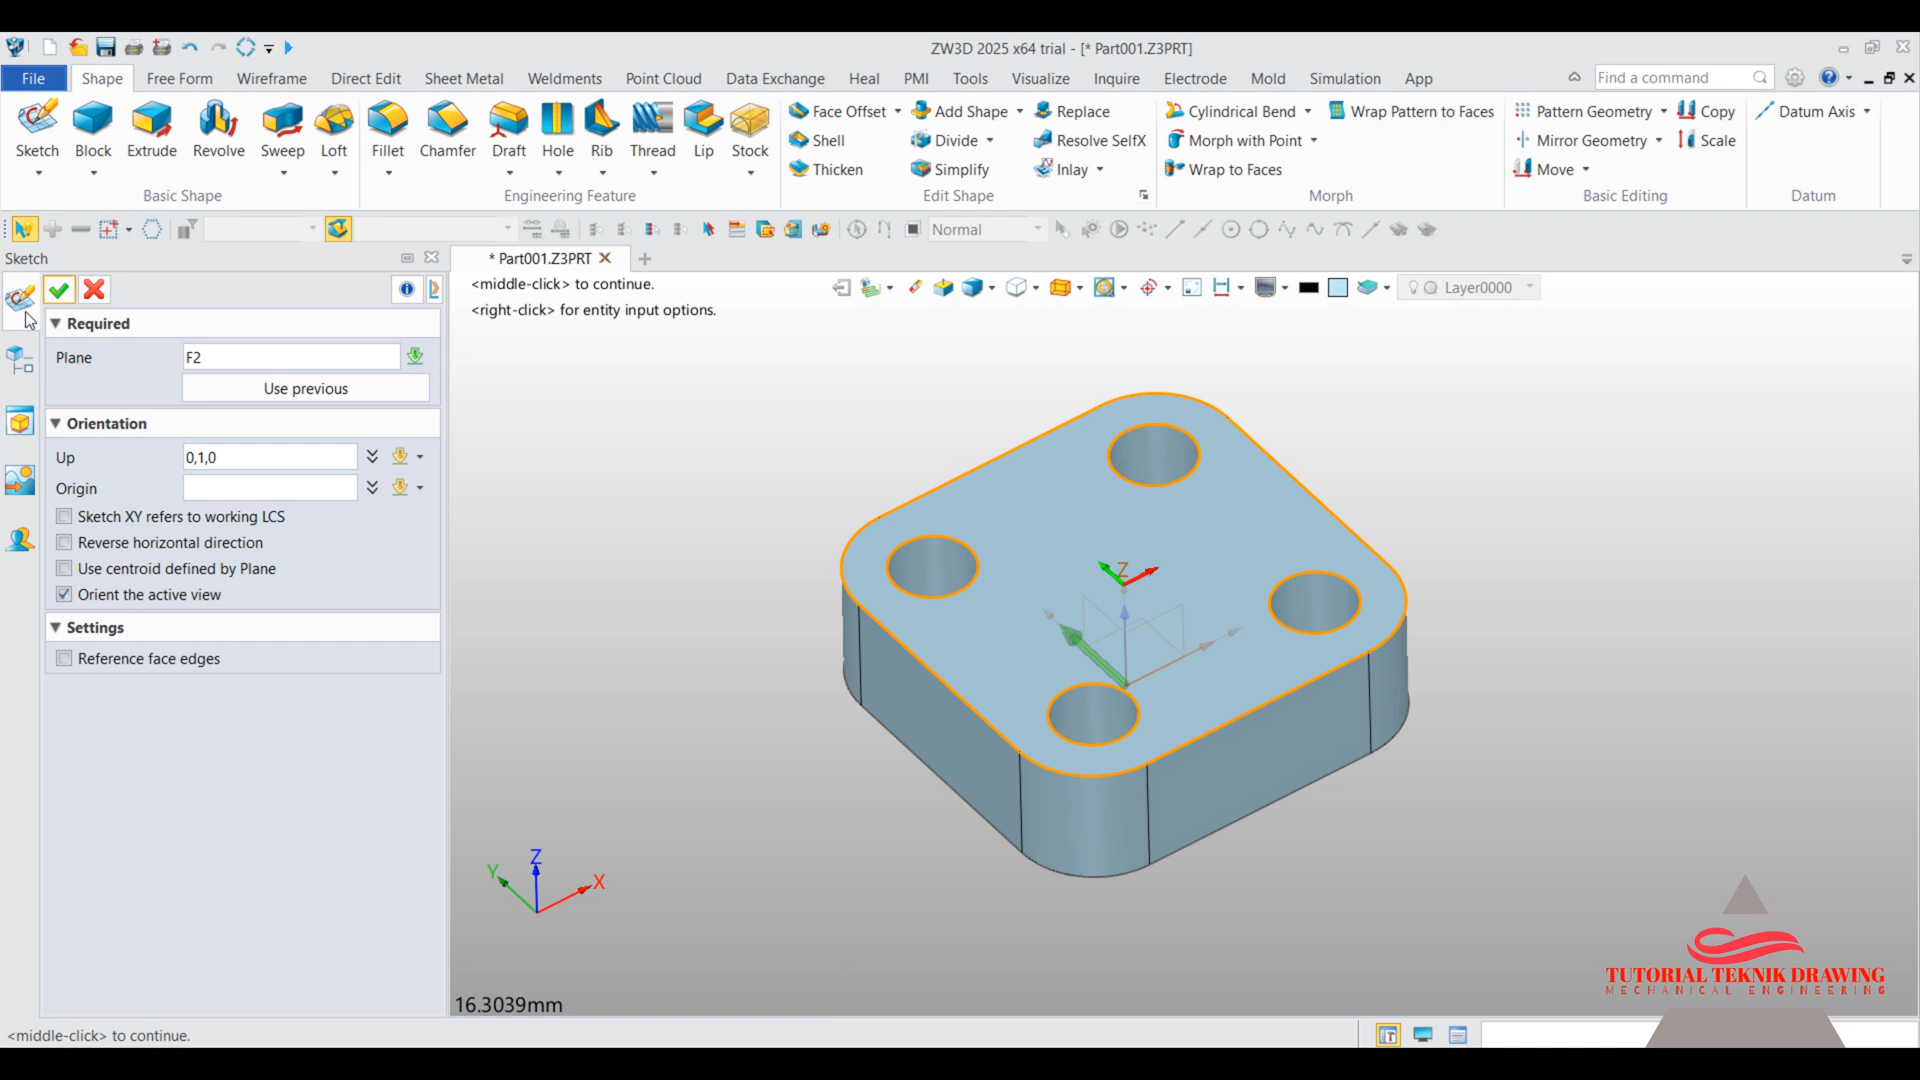 ZW3D 2025 x64 trial - [* Part001.Z3PRT]
File Shape Free Form Wireframe Direct Edit Sheet Metal Weldments Point Cloud Data Exchange Heal PMI Tools Visualize Inquire Electrode Mold Simulation App Find a command
Sketch Block Extrude Revolve Sweep Loft Fillet Chamfer Draft Hole Rib Thread Lip Stock
Face Offset Add Shape Replace Cylindrical Bend Wrap Pattern to Faces Pattern Geometry Copy Datum Axis
Shell Divide Resolve SelfX Morph with Point Mirror Geometry Scale
Thicken Simplify Inlay Wrap to Faces Move
Basic Shape Engineering Feature Edit Shape Morph Basic Editing Datum
Normal
Sketch
* Part001.Z3PRT
<middle-click> to continue.
<right-click> for entity input options.
Layer0000
Required
Plane F2
Use previous
Orientation
Up 0,1,0
Origin
Sketch XY refers to working LCS
Reverse horizontal direction
Use centroid defined by Plane
Orient the active view
Settings
Reference face edges
Z
Z
Y
X
TUTORIAL TEKNIK DRAWING
MECHANICAL ENGINEERING
16.3039mm
<middle-click> to continue.